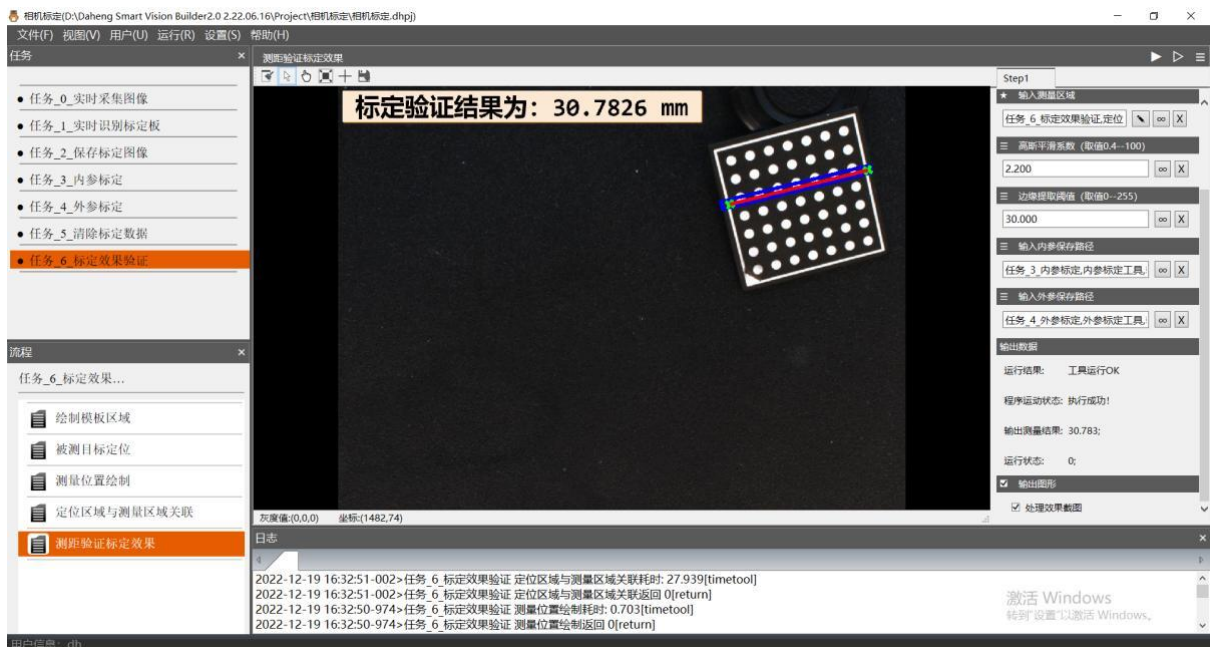 相机标定(D:\Daheng Smart Vision Builder2.0 2.22.06.16\Project\相机标定\相机标定.dhpj)
文件(F) 视图(V) 用户(U) 运行(R) 设置(S) 帮助(H)
任务
● 任务_0_实时采集图像
● 任务_1_实时识别标定板
● 任务_2_保存标定图像
● 任务_3_内参标定
● 任务_4_外参标定
● 任务_5_清除标定数据
● 任务_6_标定效果验证
流程
任务_6_标定效果...
绘制模板区域
被测目标定位
测量位置绘制
定位区域与测量区域关联
测距验证标定效果
测距验证标定效果
标定验证结果为: 30.7826 mm
灰度值:(0,0,0) 坐标:(1482,74)
Step1
★ 输入测量区域
任务_6_标定效果验证,定位 ∞ X
☰ 高斯平滑系数 (取值0.4--100)
2.200 ∞ X
☰ 边缘提取阈值 (取值0--255)
30.000 ∞ X
☰ 输入内参保存路径
任务_3_内参标定,内参标定工具, ∞ X
☰ 输入外参保存路径
任务_4_外参标定,外参标定工具, ∞ X
输出数据
运行结果: 工具运行OK
程序运动状态: 执行成功!
输出测量结果: 30.783;
运行状态: 0;
输出图形
处理效果截图
日志
2022-12-19 16:32:51-002>任务_6_标定效果验证 定位区域与测量区域关联耗时: 27.939[timetool]
2022-12-19 16:32:51-002>任务_6_标定效果验证 定位区域与测量区域关联返回 0[return]
2022-12-19 16:32:50-974>任务_6_标定效果验证 测量位置绘制耗时: 0.703[timetool]
2022-12-19 16:32:50-974>任务_6_标定效果验证 测量位置绘制返回 0[return]
激活 Windows
转到"设置"以激活 Windows。
用户信息: dh